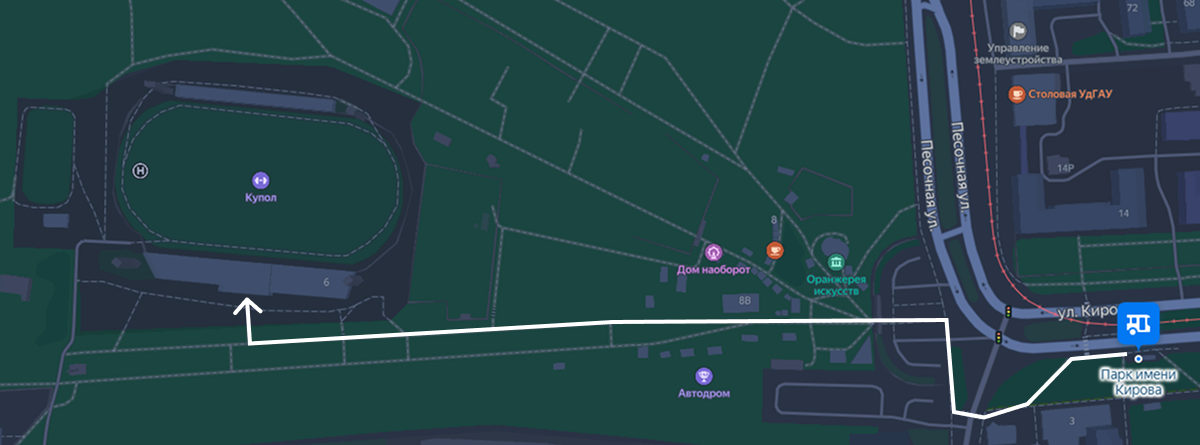 72
68
Управление
землеустройства
Столовая УдГАУ
Песочная ул.
Песочная ул.
14Р
14
H
Купол
8
Дом наоборот
Оранжерея
искусств
6
8В
ул. Киро
Парк имени
Кирова
Автодром
3